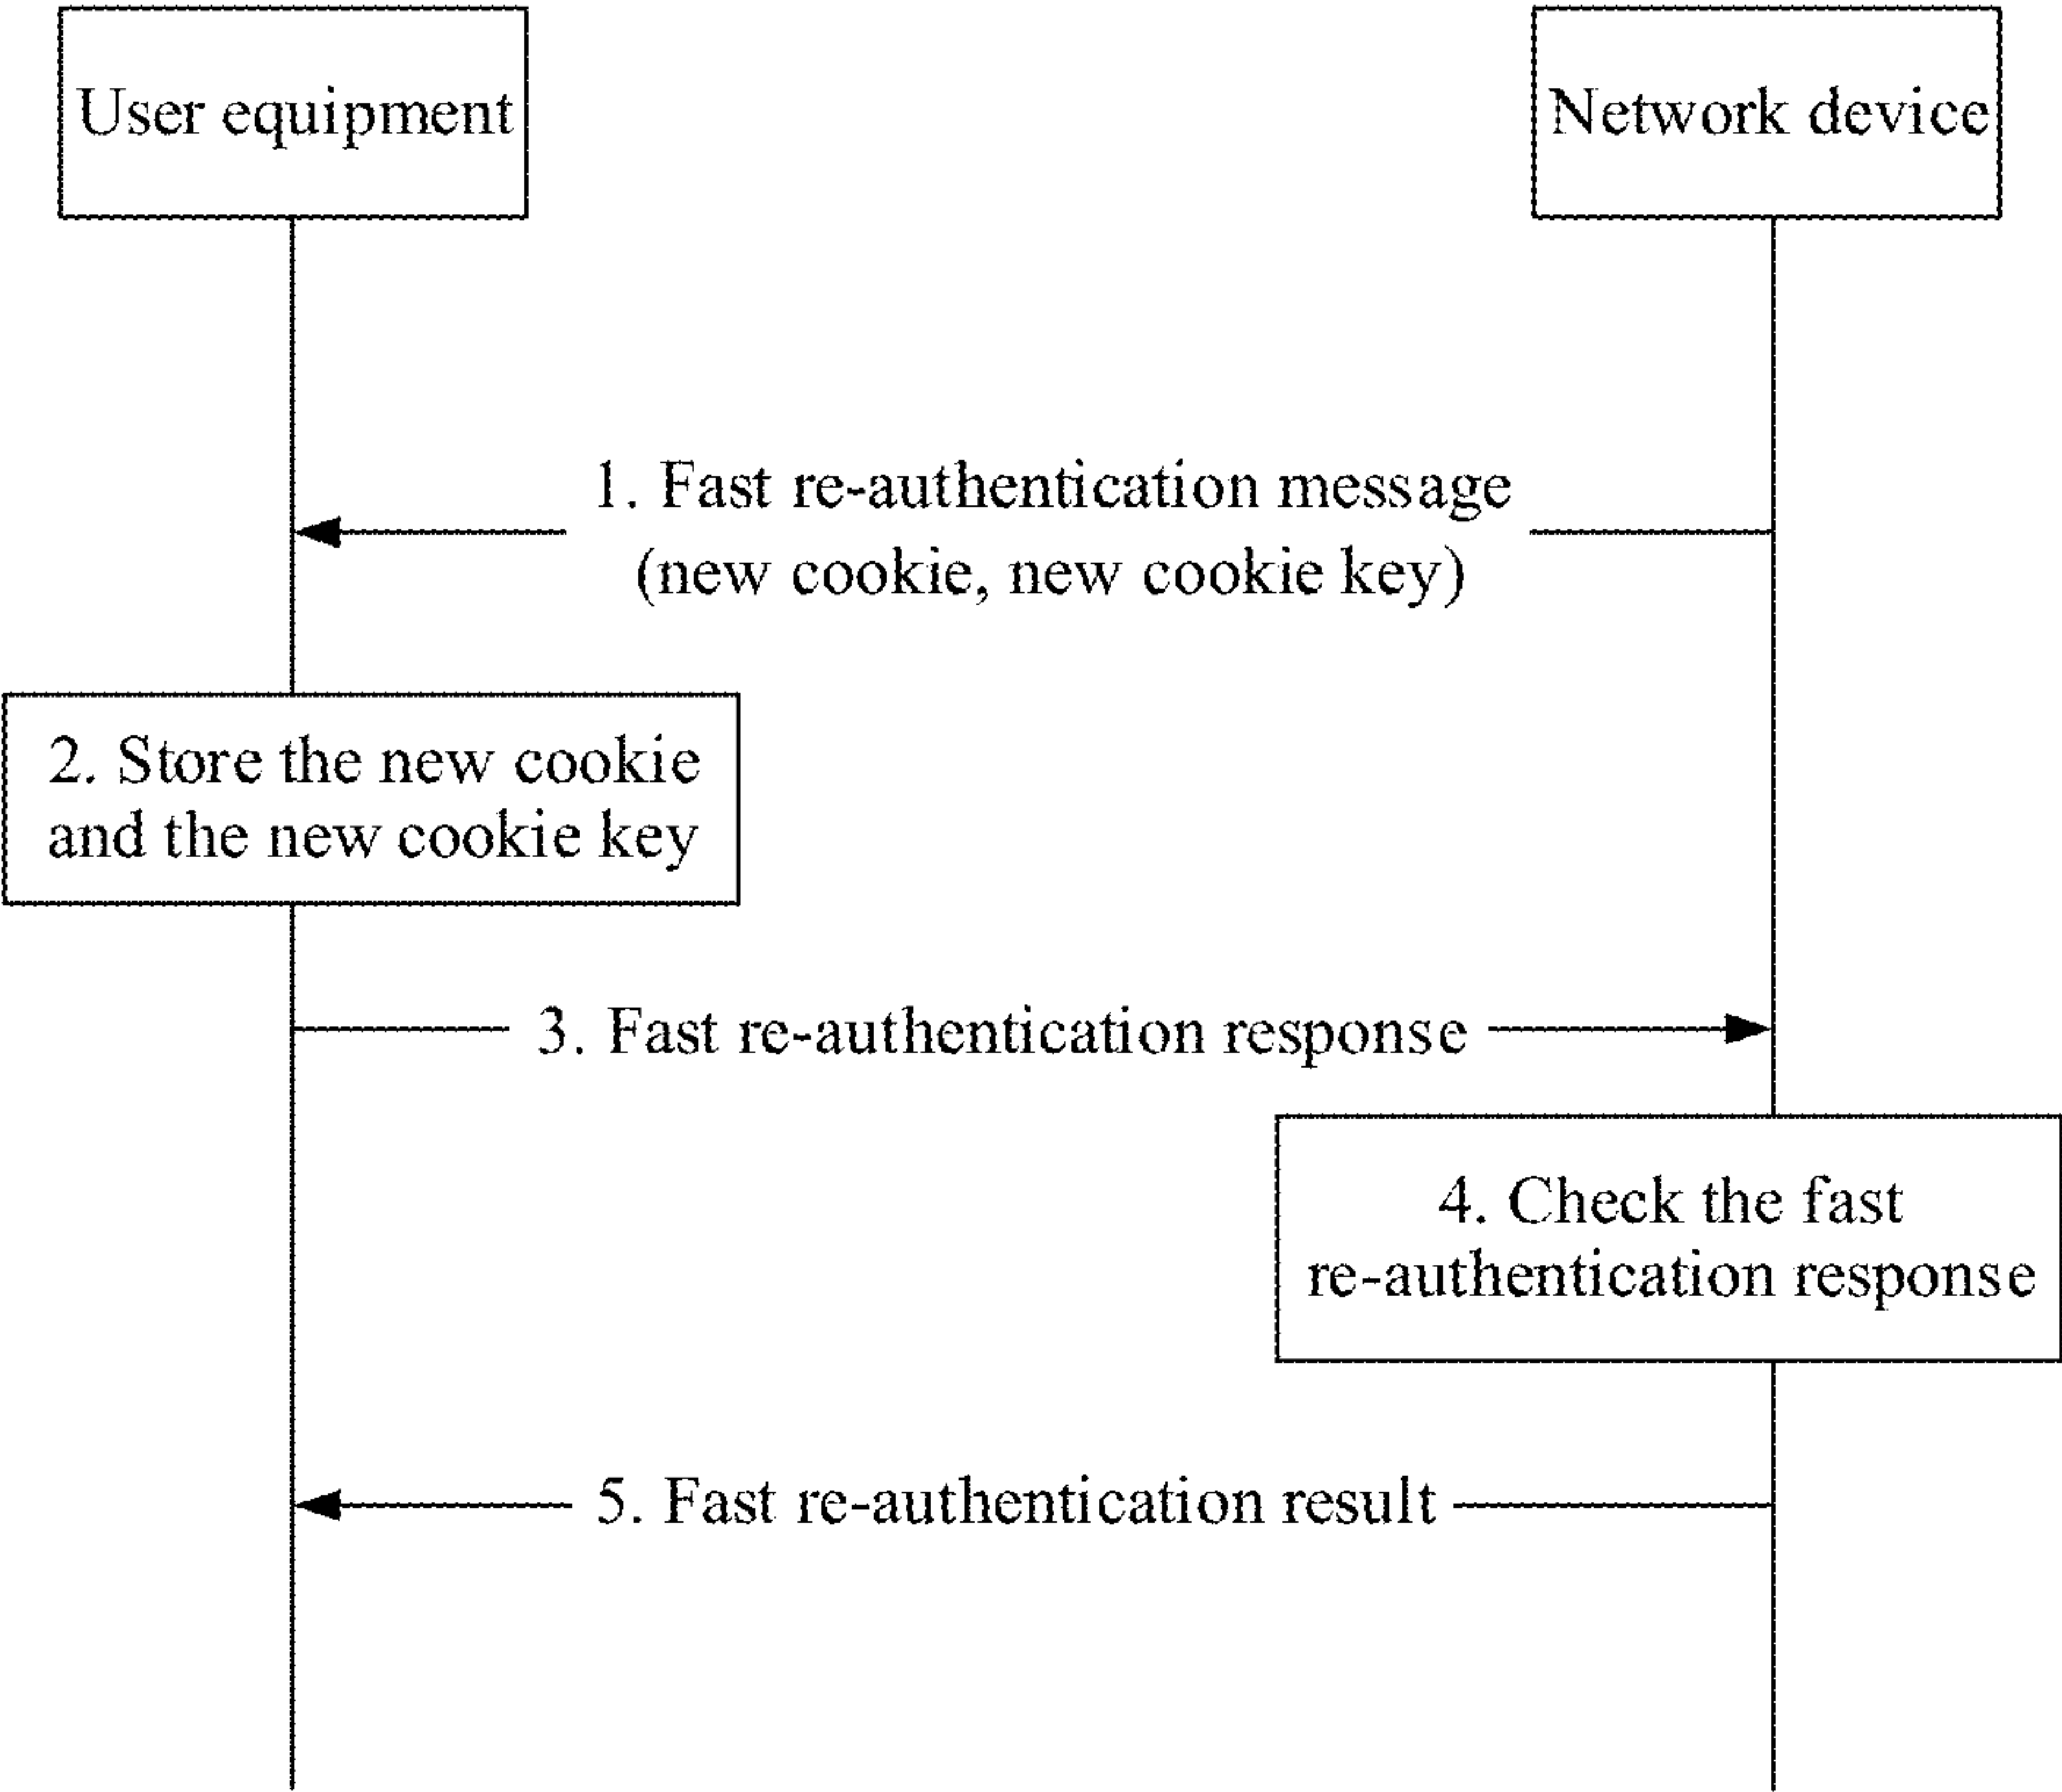 User equipment
Network device
1. Fast re-authentication message
(new cookie, new cookie key)
2. Store the new cookie
and the new cookie key
3. Fast re-authentication response
4. Check the fast
re-authentication response
5. Fast re-authentication result